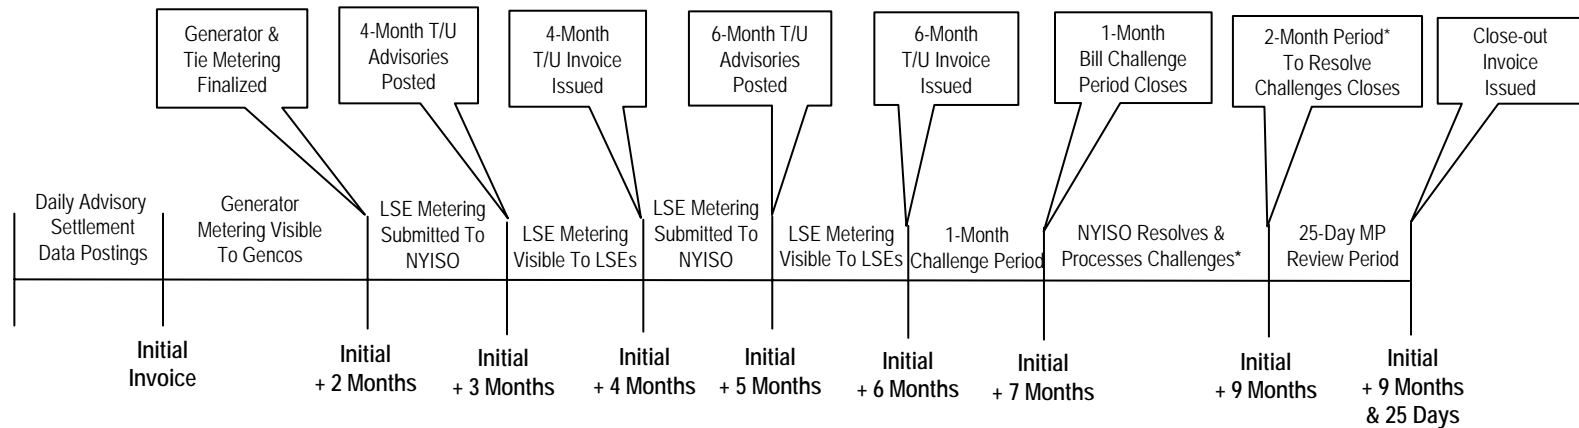 Generator &
Tie Metering
Finalized
4-Month T/U
Advisories
Posted
4-Month
T/U Invoice
Issued
6-Month T/U
Advisories
Posted
6-Month
T/U Invoice
Issued
1-Month
Bill Challenge
Period Closes
2-Month Period*
To Resolve
Challenges Closes
Close-out
Invoice
Issued
Daily Advisory
Settlement
Data Postings
Generator
Metering Visible
To Gencos
LSE Metering
Submitted To
NYISO
LSE Metering
Visible To LSEs
LSE Metering
Submitted To
NYISO
LSE Metering
Visible To LSEs
1-Month
Challenge Period
NYISO Resolves &
Processes Challenges*
25-Day MP
Review Period
Initial
Invoice
Initial
+ 2 Months
Initial
+ 3 Months
Initial
+ 4 Months
Initial
+ 5 Months
Initial
+ 6 Months
Initial
+ 7 Months
Initial
+ 9 Months
Initial
+ 9 Months
& 25 Days